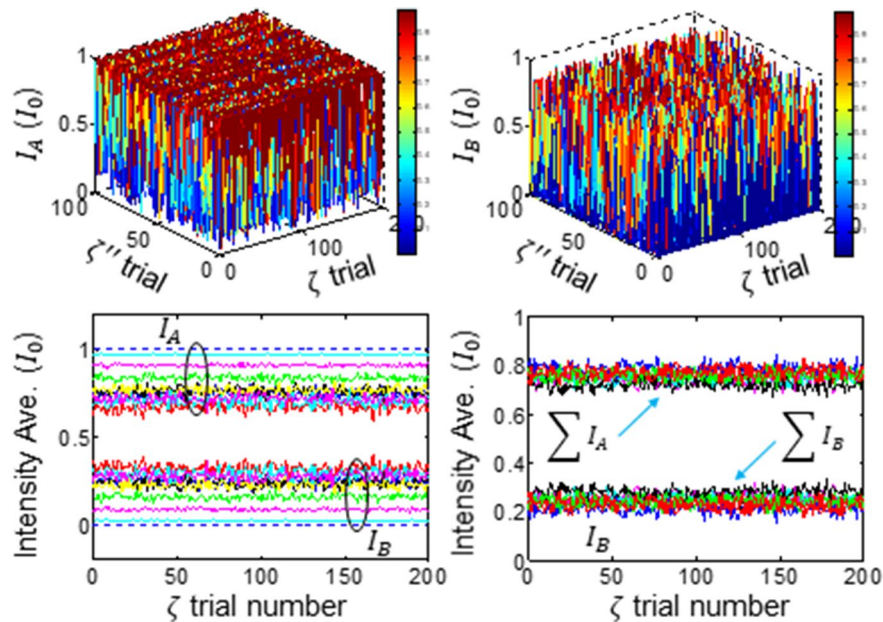 I_A (I_0)
1
0.5
0
100
50
0
ζ'' trial
0
100
200
ζ trial
I_B (I_0)
1
0.5
0
100
50
0
ζ'' trial
0
100
200
ζ trial
Intensity Ave. (I_0)
1
0.5
0
I_A
I_B
0
50
100
150
200
ζ trial number
Intensity Ave. (I_0)
1
0.8
0.6
0.4
0.2
0
∑ I_A
∑ I_B
I_B
0
50
100
150
200
ζ trial number